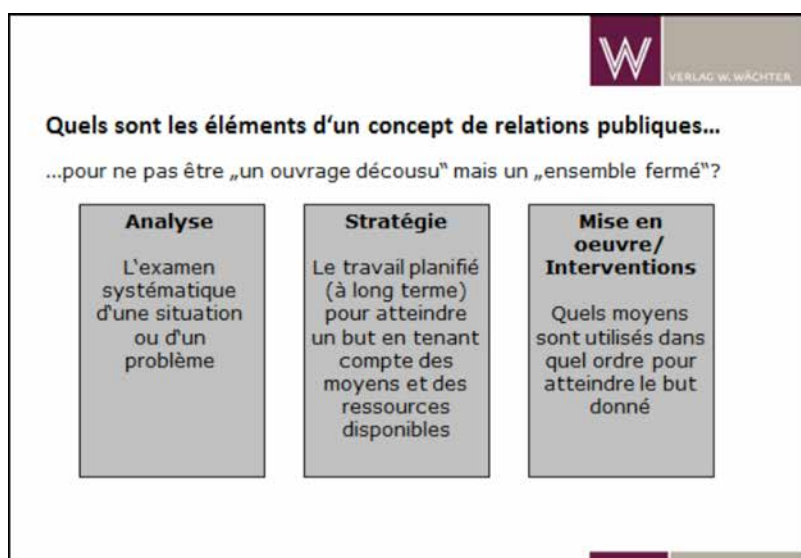 W
VERLAG W. WÄCHTER
Quels sont les éléments d‘un concept de relations publiques...
...pour ne pas être „un ouvrage décousu“ mais un „ensemble fermé“?
Analyse
L‘examen
systématique
d‘une situation
ou d‘un
problème
Stratégie
Le travail planifié
(à long terme)
pour atteindre
un but en tenant
compte des
moyens et des
ressources
disponibles
Mise en
oeuvre/
Interventions
Quels moyens
sont utilisés dans
quel ordre pour
atteindre le but
donné